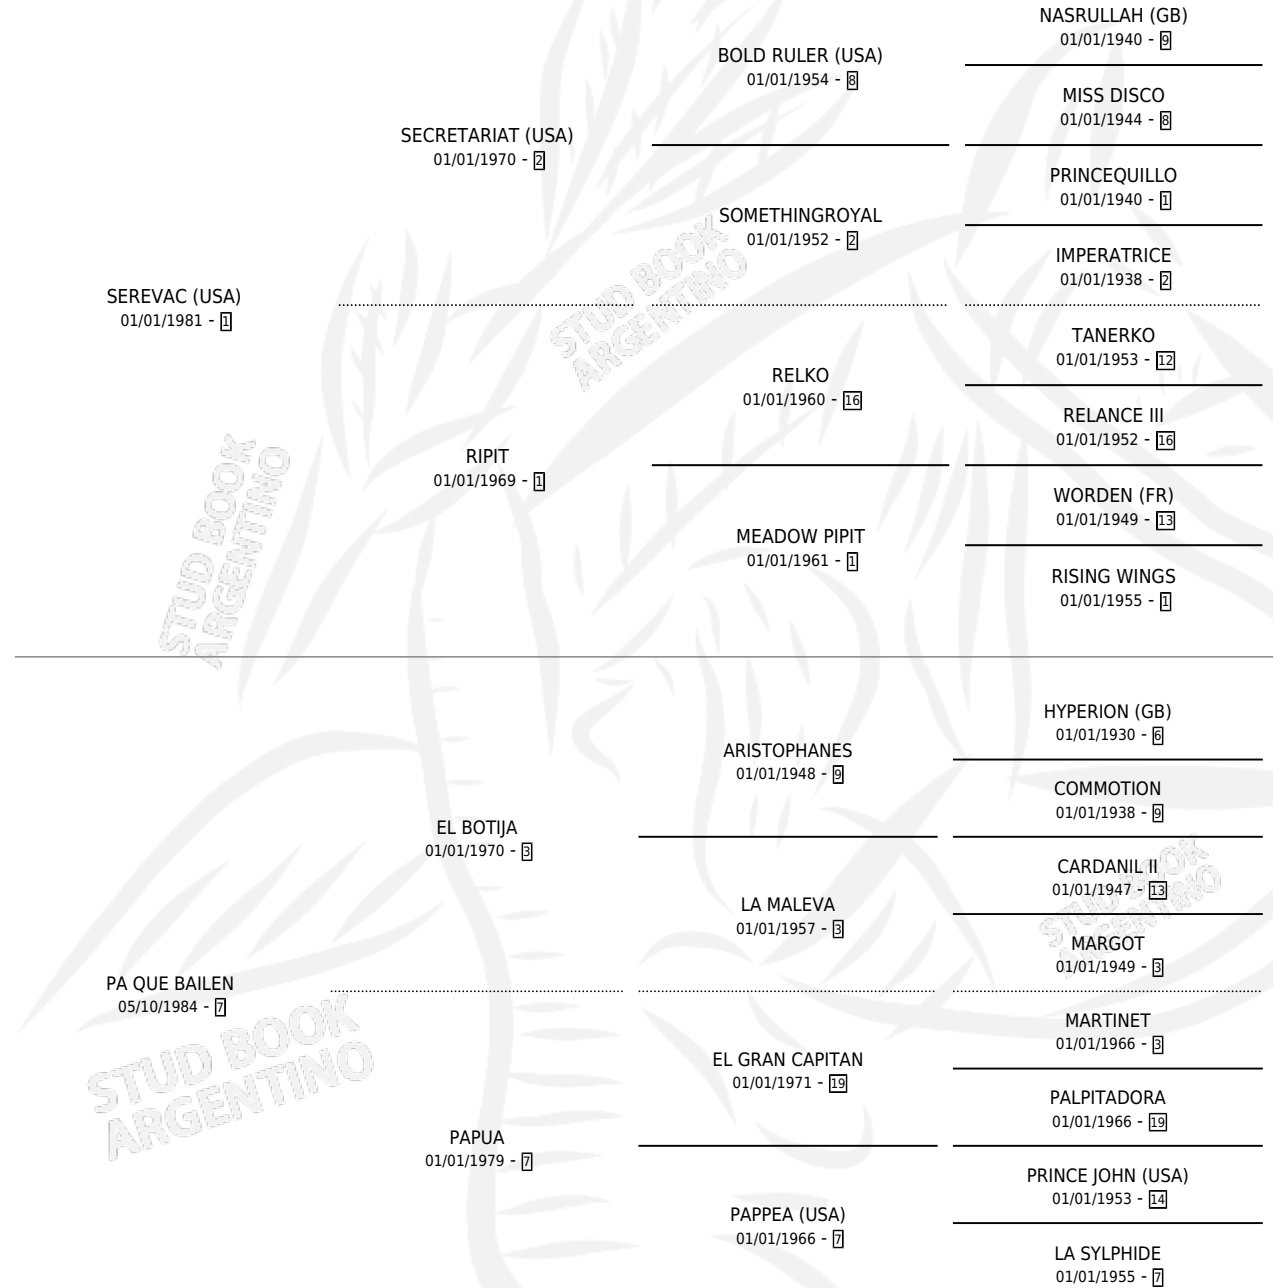 NASRULLAH (GB)
01/01/1940 - 9
BOLD RULER (USA)
01/01/1954 - 8
MISS DISCO
01/01/1944 - 8
SECRETARIAT (USA)
01/01/1970 - 2
PRINCEQUILLO
01/01/1940 - 1
SOMETHINGROYAL
01/01/1952 - 2
IMPERATRICE
01/01/1938 - 2
SEREVAC (USA)
01/01/1981 - 1
STUD BOOK
ARGENTINO
TANERKO
01/01/1953 - 12
RELKO
01/01/1960 - 16
RELANCE III
01/01/1952 - 16
RIPIT
01/01/1969 - 1
WORDEN (FR)
01/01/1949 - 13
MEADOW PIPIT
01/01/1961 - 1
RISING WINGS
01/01/1955 - 1
STUD BOOK
ARGENTINO
HYPERION (GB)
01/01/1930 - 6
ARISTOPHANES
01/01/1948 - 9
COMMOTION
01/01/1938 - 9
EL BOTIJA
01/01/1970 - 3
CARDANIL II
01/01/1947 - 13
LA MALEVA
01/01/1957 - 3
MARGOT
01/01/1949 - 3
STUD BOOK
ARGENTINO
PA QUE BAILEN
05/10/1984 - 7
MARTINET
01/01/1966 - 3
EL GRAN CAPITAN
01/01/1971 - 19
PALPITADORA
01/01/1966 - 19
STUD BOOK
ARGENTINO
PAPUA
01/01/1979 - 7
PRINCE JOHN (USA)
01/01/1953 - 14
PAPPEA (USA)
01/01/1966 - 7
LA SYLPHIDE
01/01/1955 - 7